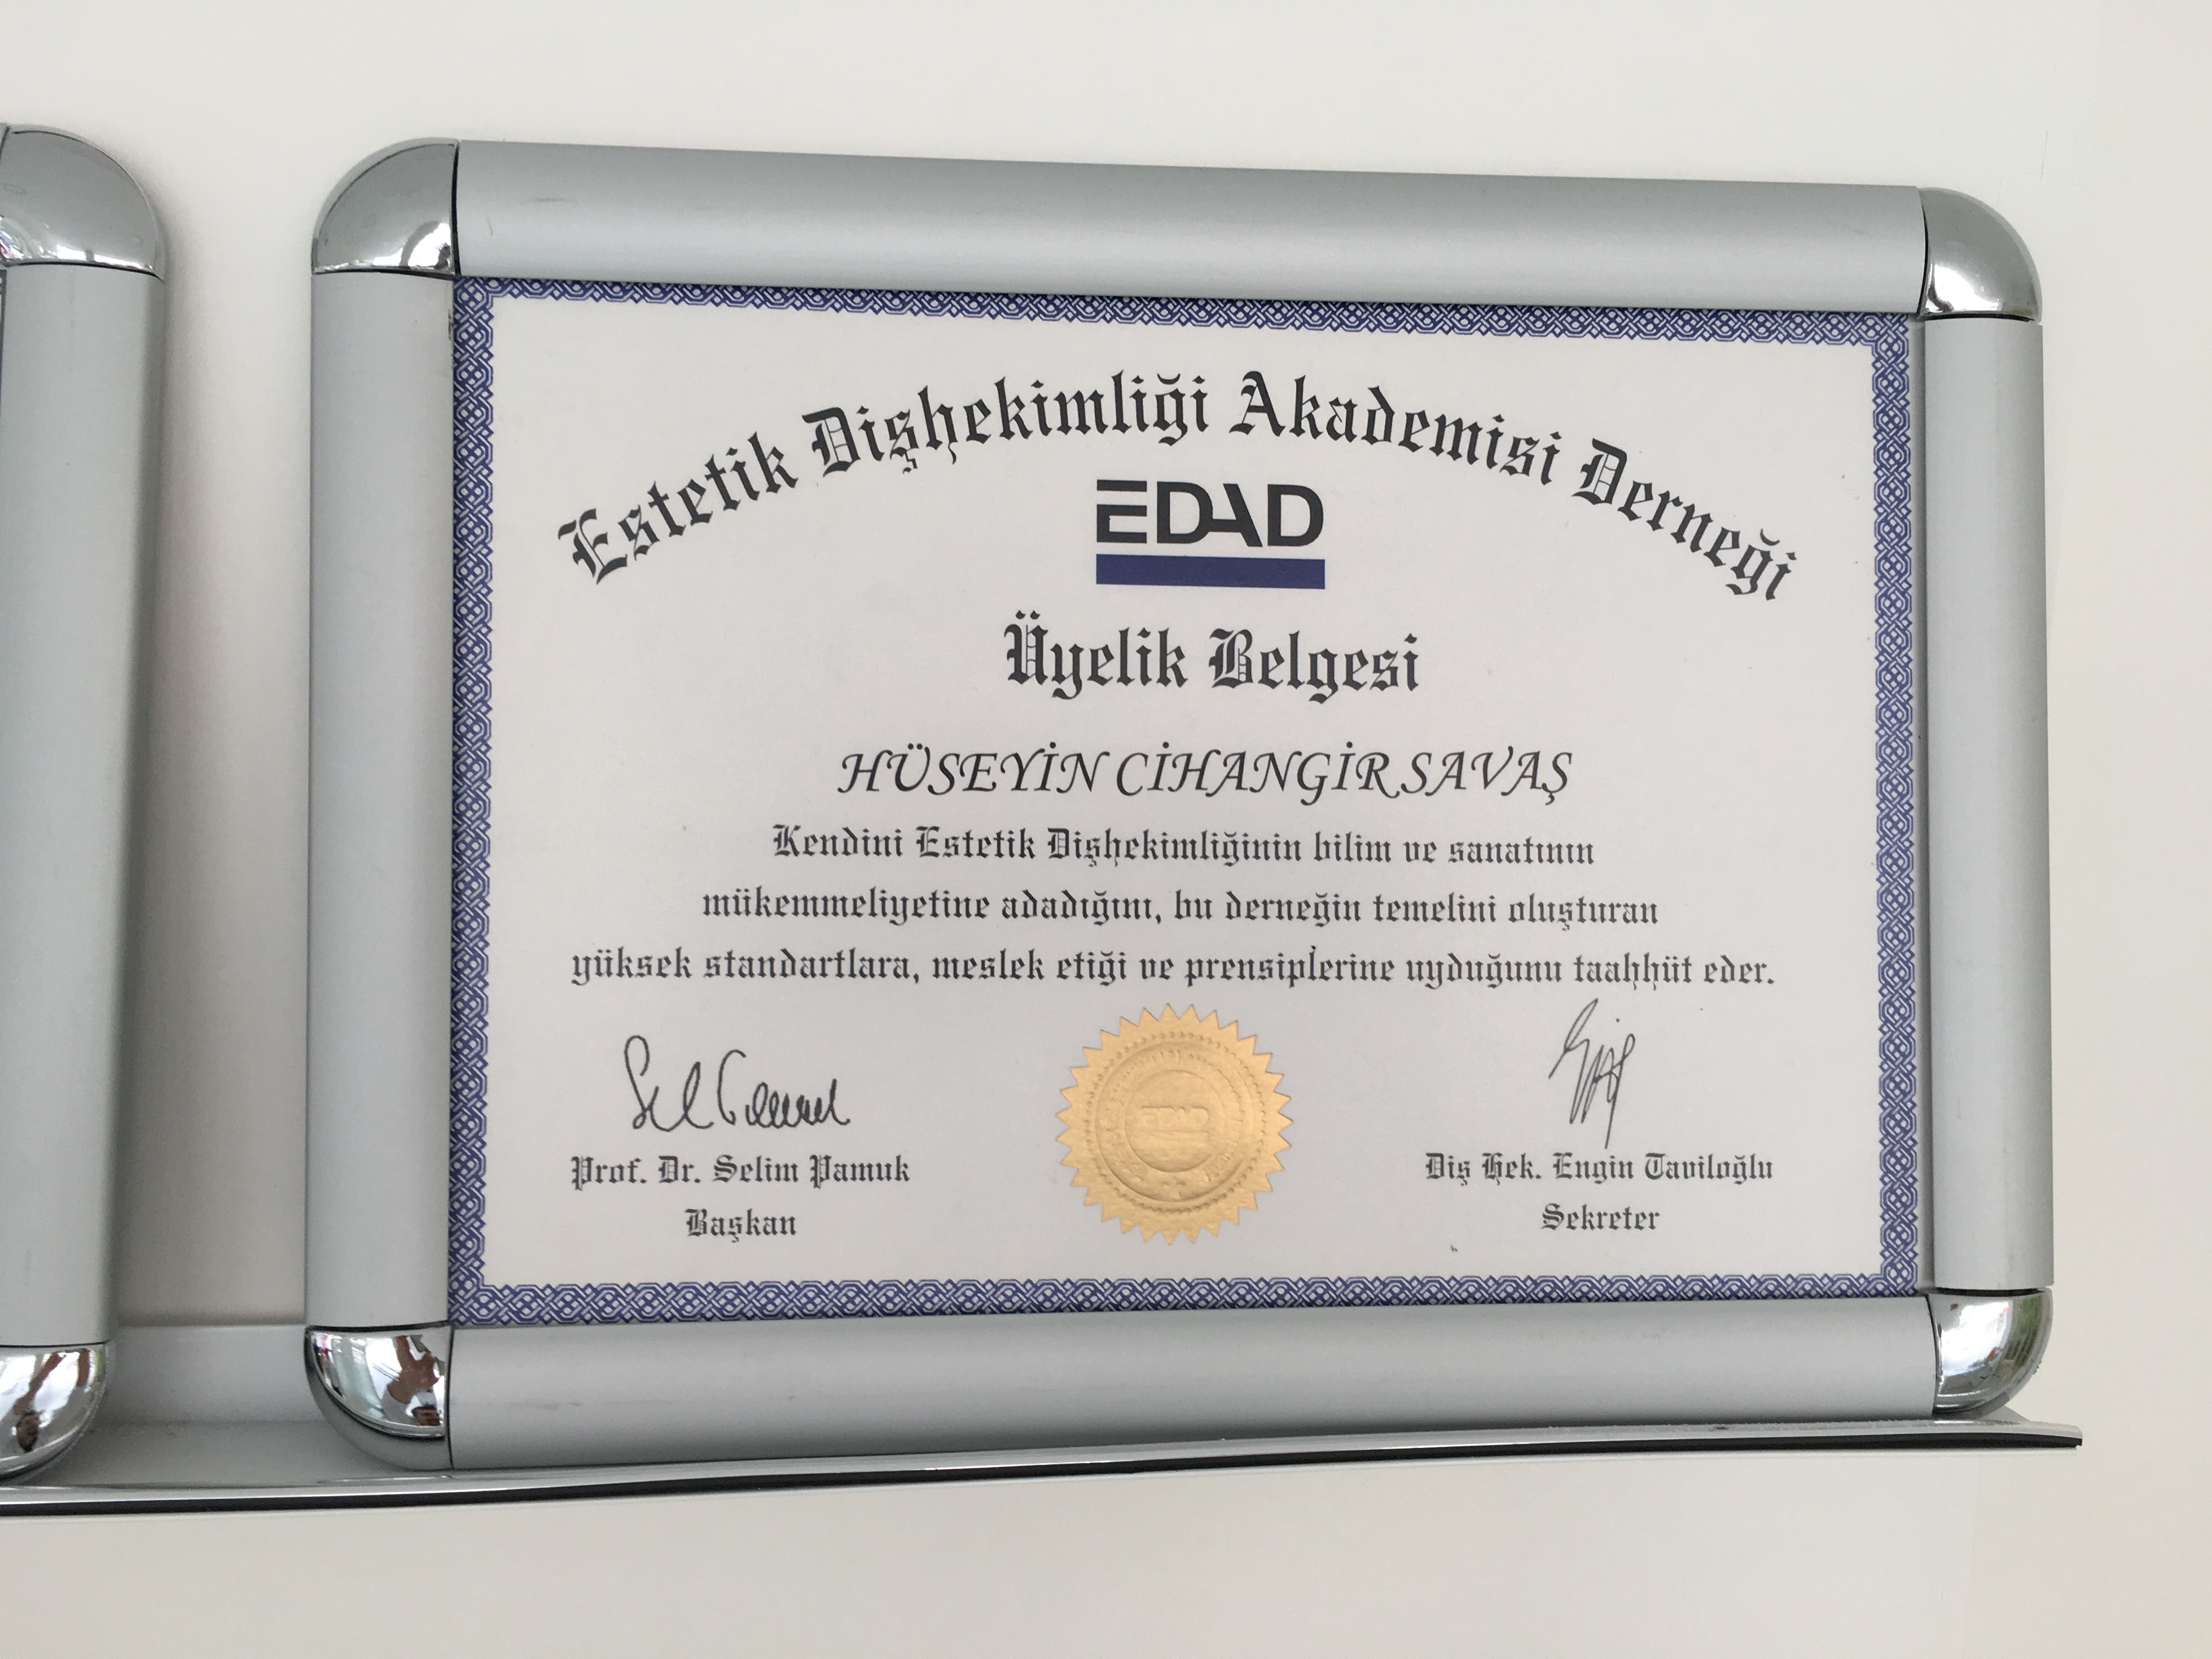 Estetik Dişhekimliği Akademisi Derneği
EDAD
Üyelik Belgesi
HÜSEYİN CİHANGİR SAVAŞ
Kendini Estetik Dişhekimliğinin bilim ve sanatının
mükemmeliyetine adadığını, bu derneğin temelini oluşturan
yüksek standartlara, meslek etiği ve prensiplerine uyduğunu taahhüt eder.
EDAD
Prof. Dr. Selim Pamuk
Başkan
Diş Hek. Engin Taviloğlu
Sekreter